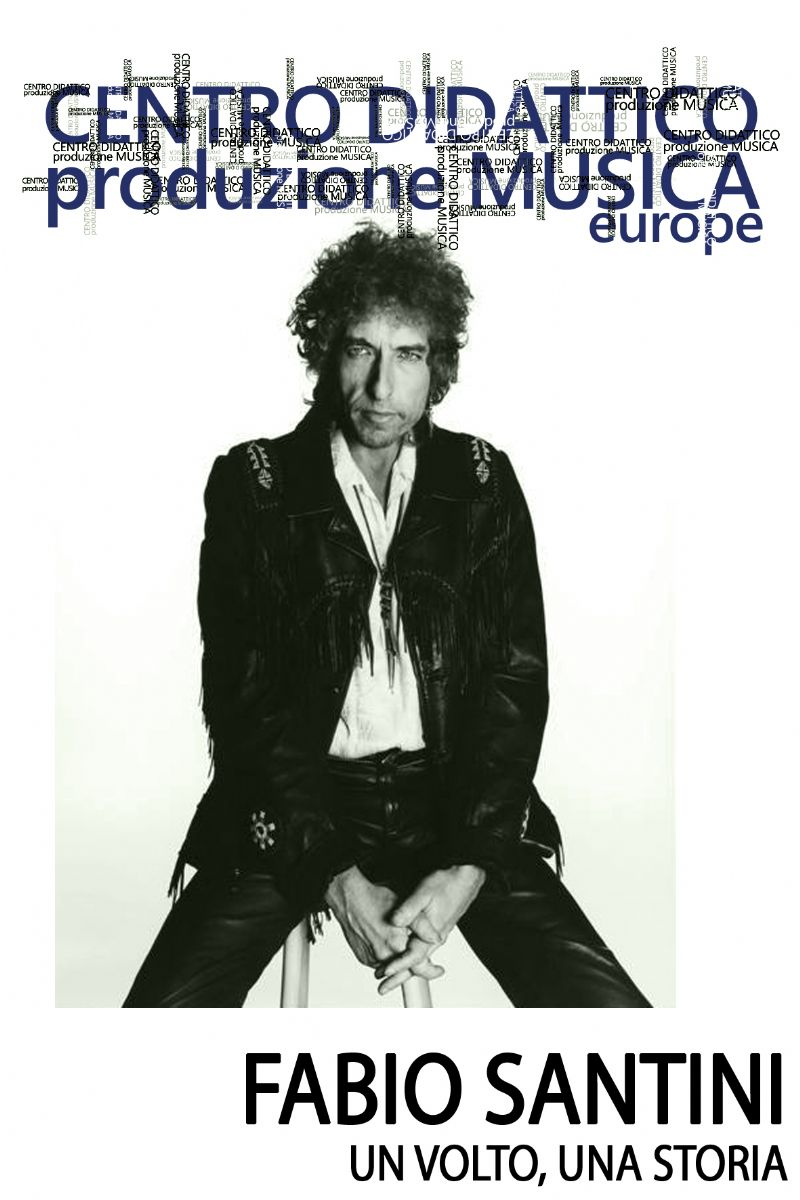 CENTRO DIDATTICO
produzione MUSICA
europe
FABIO SANTINI
UN VOLTO, UNA STORIA